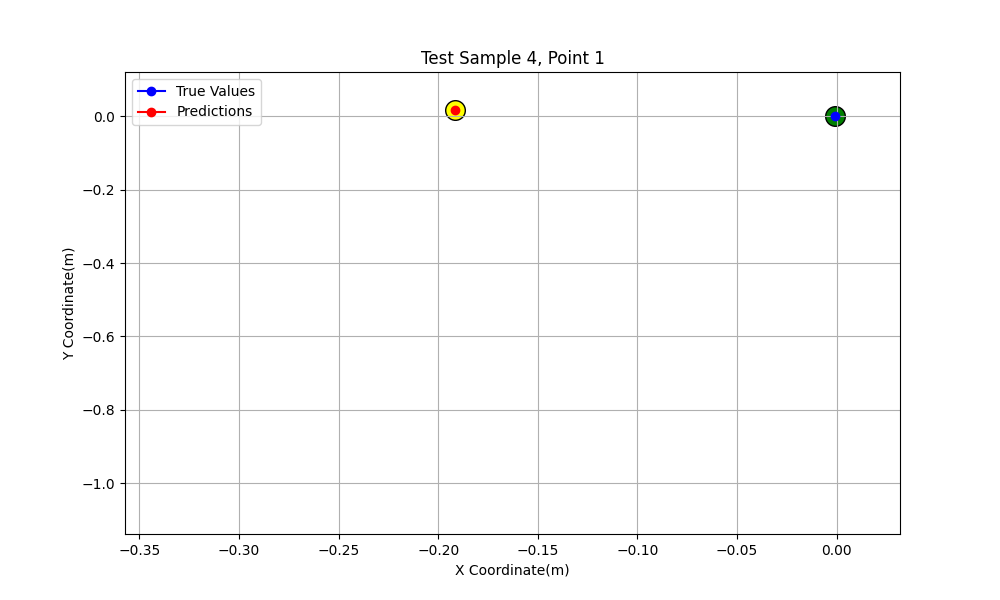 Test Sample 4, Point 1
True Values
Predictions
0.0
−0.2
−0.4
−0.6
−0.8
−1.0
Y Coordinate(m)
−0.35 −0.30 −0.25 −0.20 −0.15 −0.10 −0.05 0.00
X Coordinate(m)